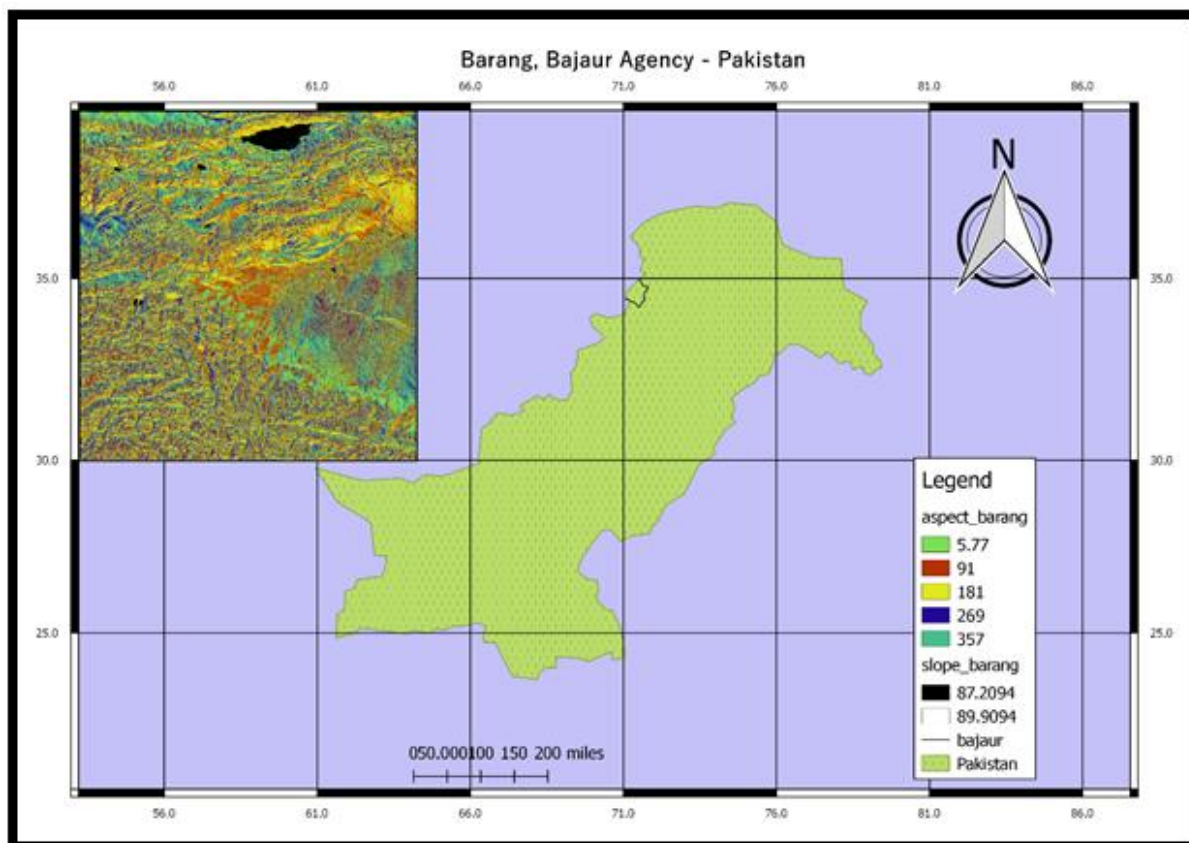 Barang, Bajaur Agency - Pakistan
56.0 61.0 66.0 71.0 76.0 81.0 86.0
N
35.0 35.0
30.0 30.0
Legend
aspect_barang
5.77
91
181
269
357
slope_barang
87.2094
89.9094
bajaur
Pakistan
25.0 25.0
050.000100 150 200 miles
56.0 61.0 66.0 71.0 76.0 81.0 86.0